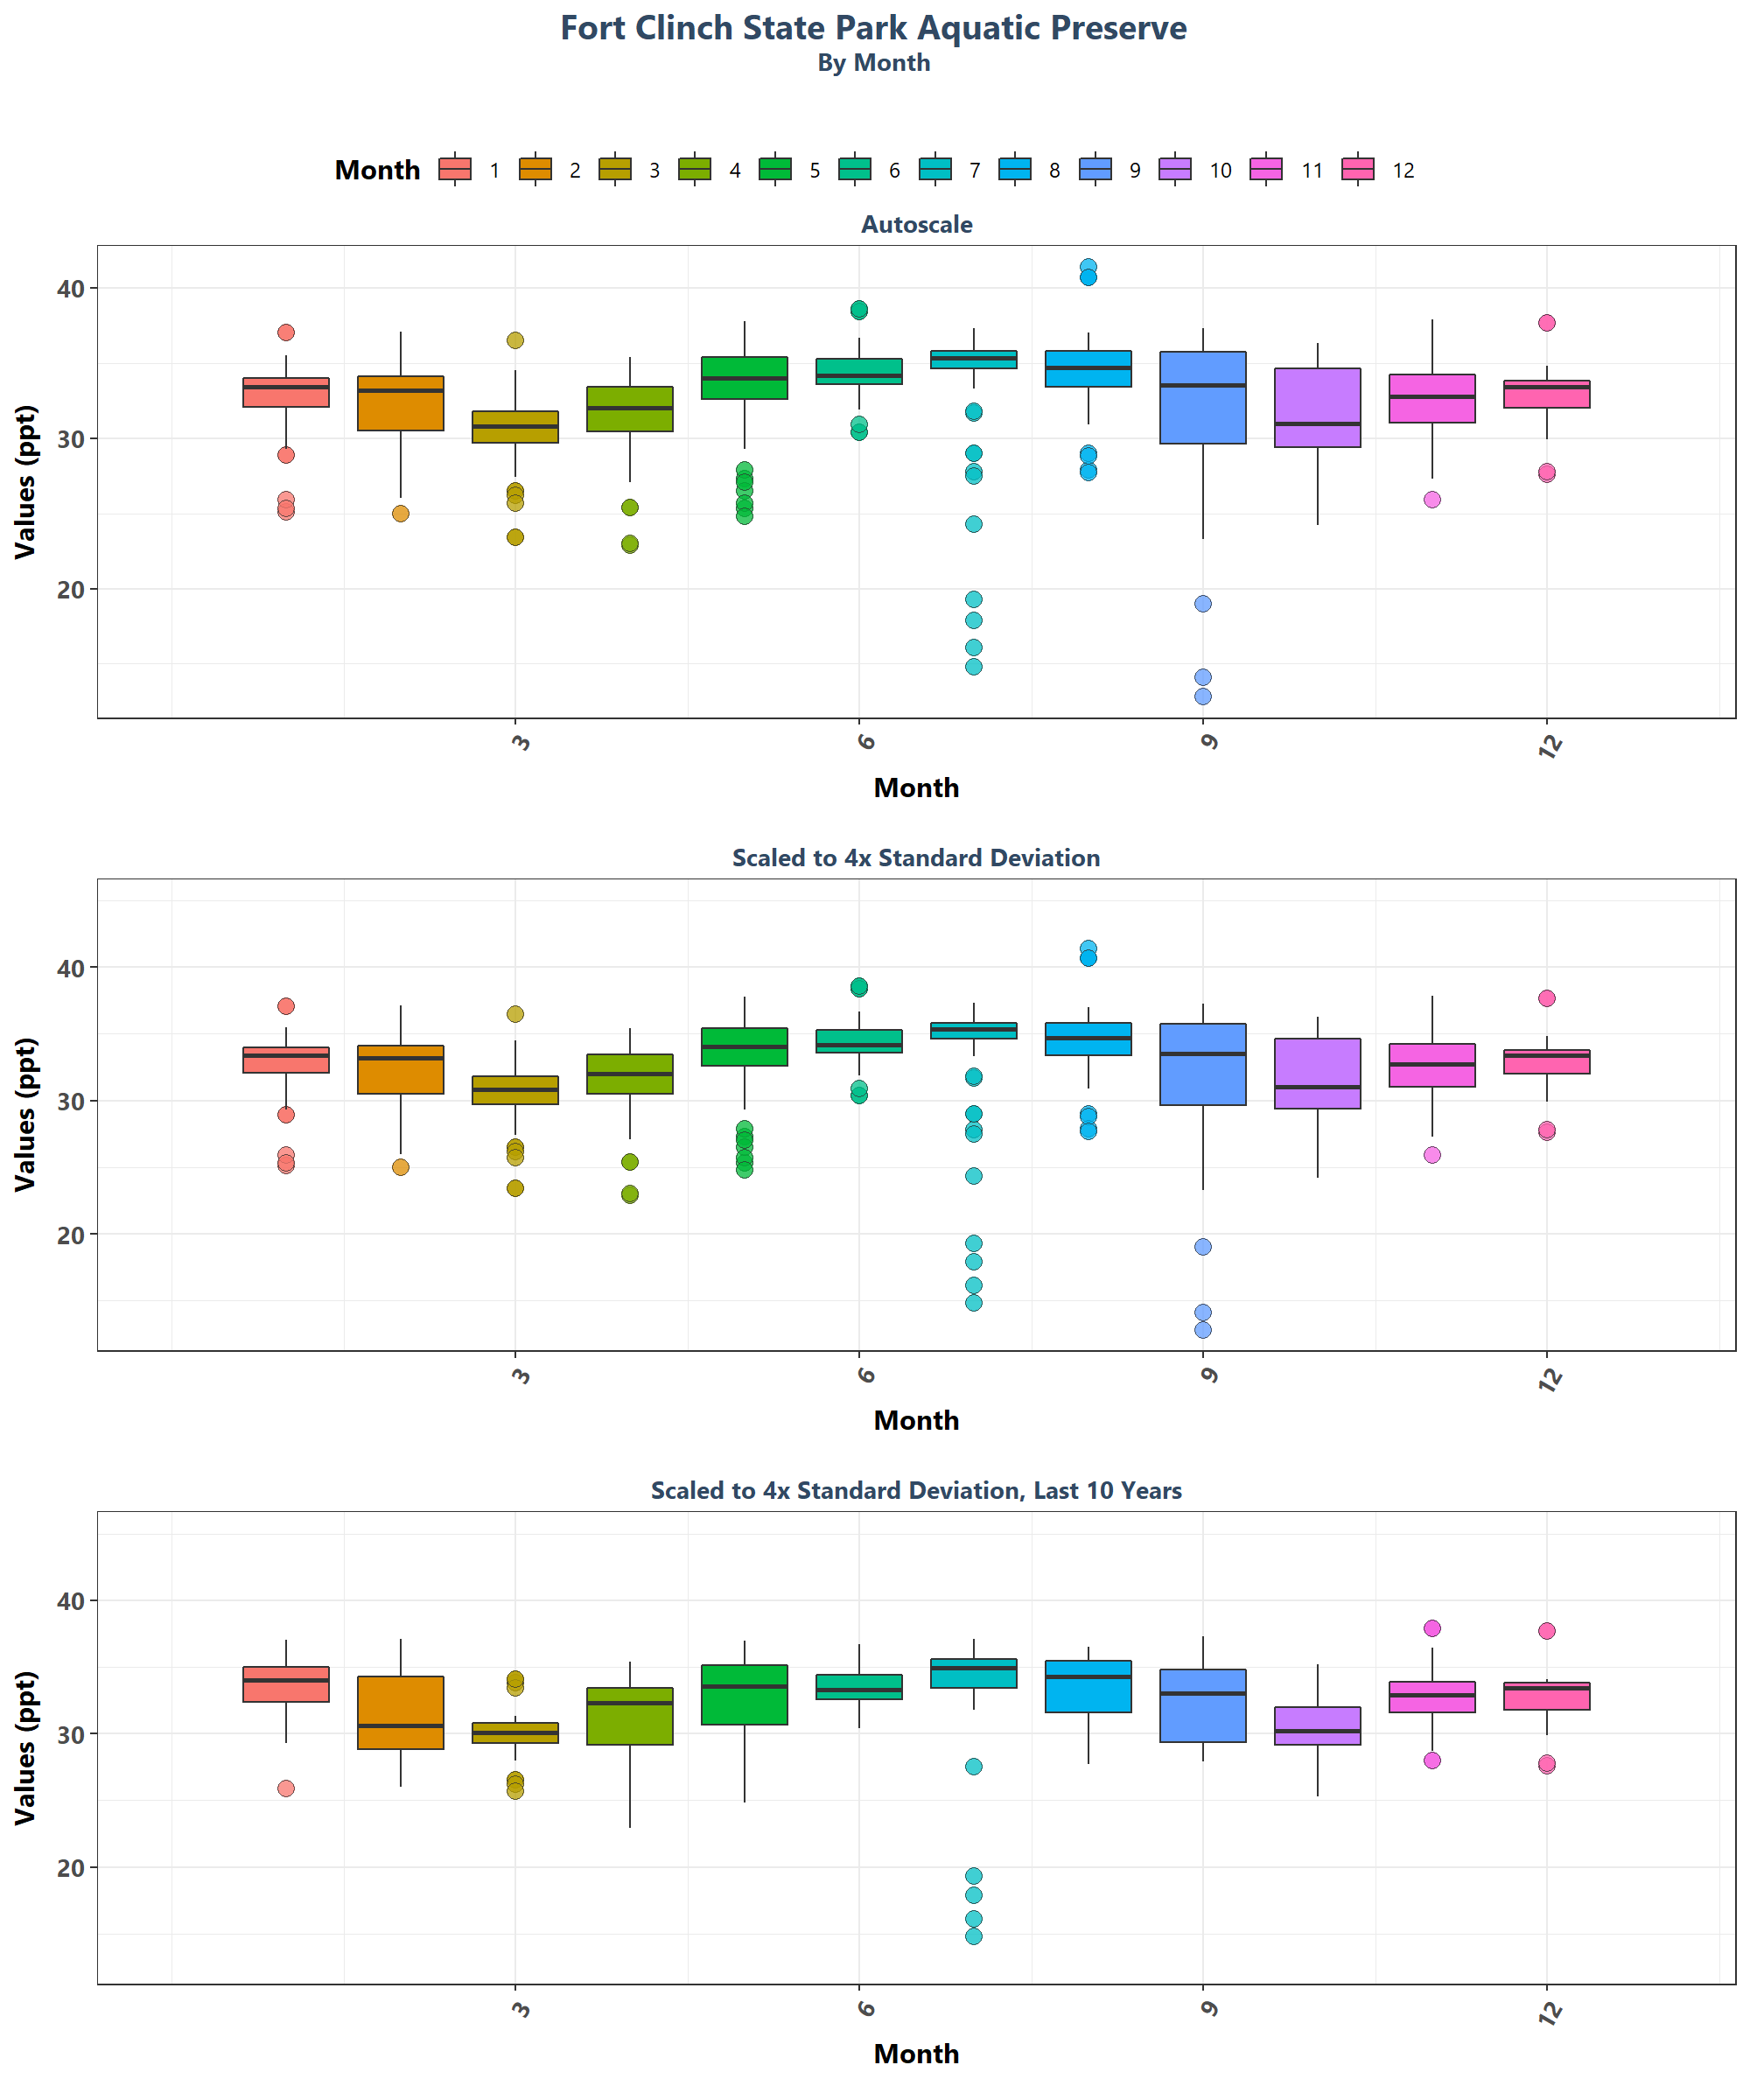 Fort Clinch State Park Aquatic Preserve
By Month
Month 1 2 3 4 5 6 7 8 9 10 11 12
Autoscale
Values (ppt)
40
30
20
3 6 9 12
Month
Scaled to 4x Standard Deviation
Values (ppt)
40
30
20
3 6 9 12
Month
Scaled to 4x Standard Deviation, Last 10 Years
Values (ppt)
40
30
20
3 6 9 12
Month